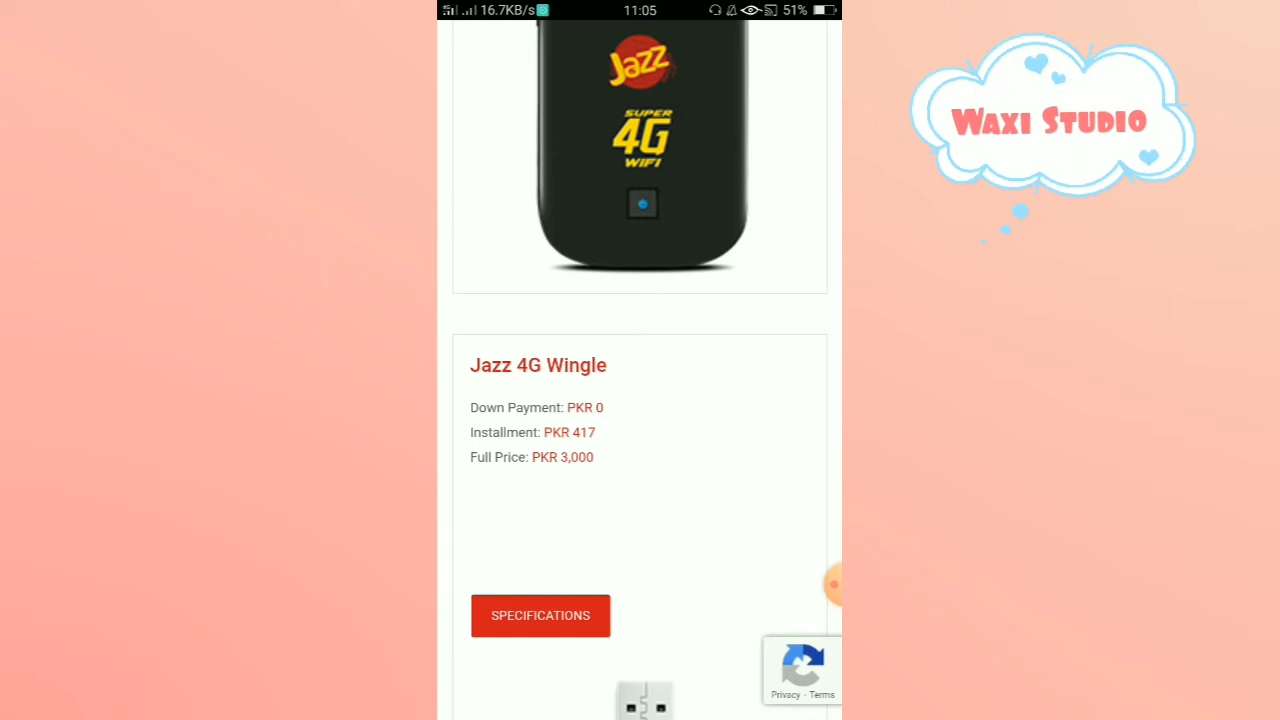 16.7KB/s
11:05
51%
Jazz
SUPER
4G
WIFI
WAXI STUDIO
Jazz 4G Wingle
Down Payment: PKR 0
Installment: PKR 417
Full Price: PKR 3,000
SPECIFICATIONS
Privacy - Terms